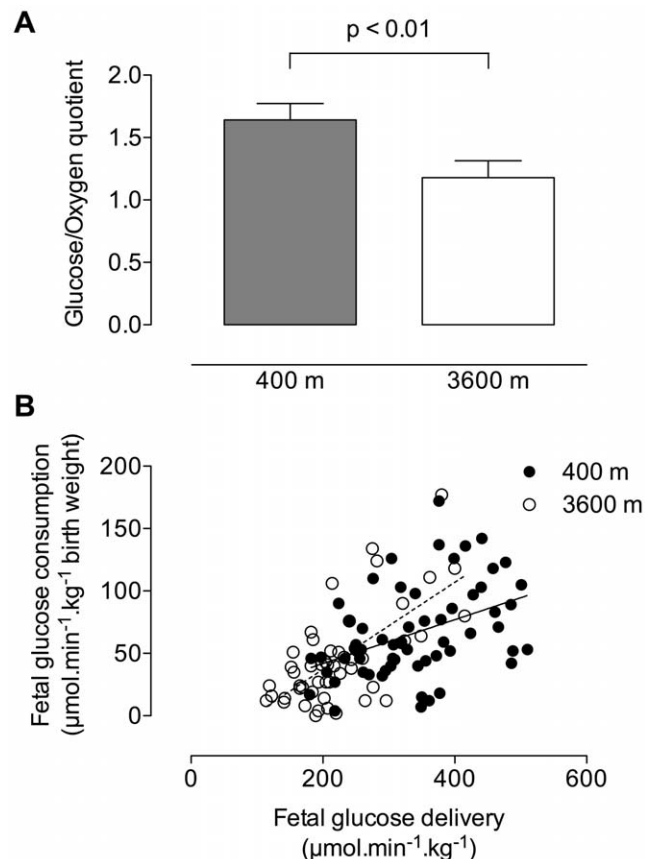 A
p < 0.01
Glucose/Oxygen quotient
2.0
1.5
1.0
0.5
0.0
400 m 3600 m
B
Fetal glucose consumption
(µmol.min⁻¹.kg⁻¹ birth weight)
200
150
100
50
0
400 m
3600 m
0 200 400 600
Fetal glucose delivery
(µmol.min⁻¹.kg⁻¹)